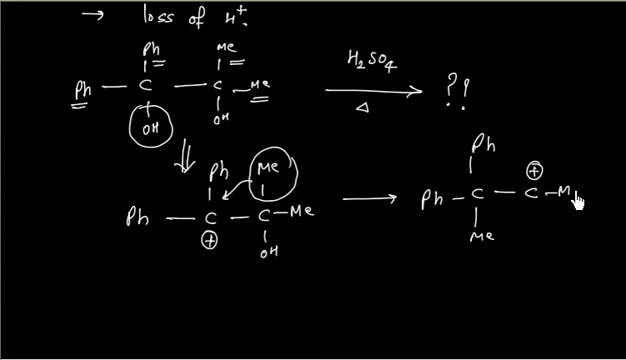 → loss of H⁺
Ph Me
Ph — C — C — Me H₂SO₄ → ?!
OH OH Δ
Ph Me Ph
Ph — C — C — Me → Ph — C — C — M
⊕ OH Me ⊕